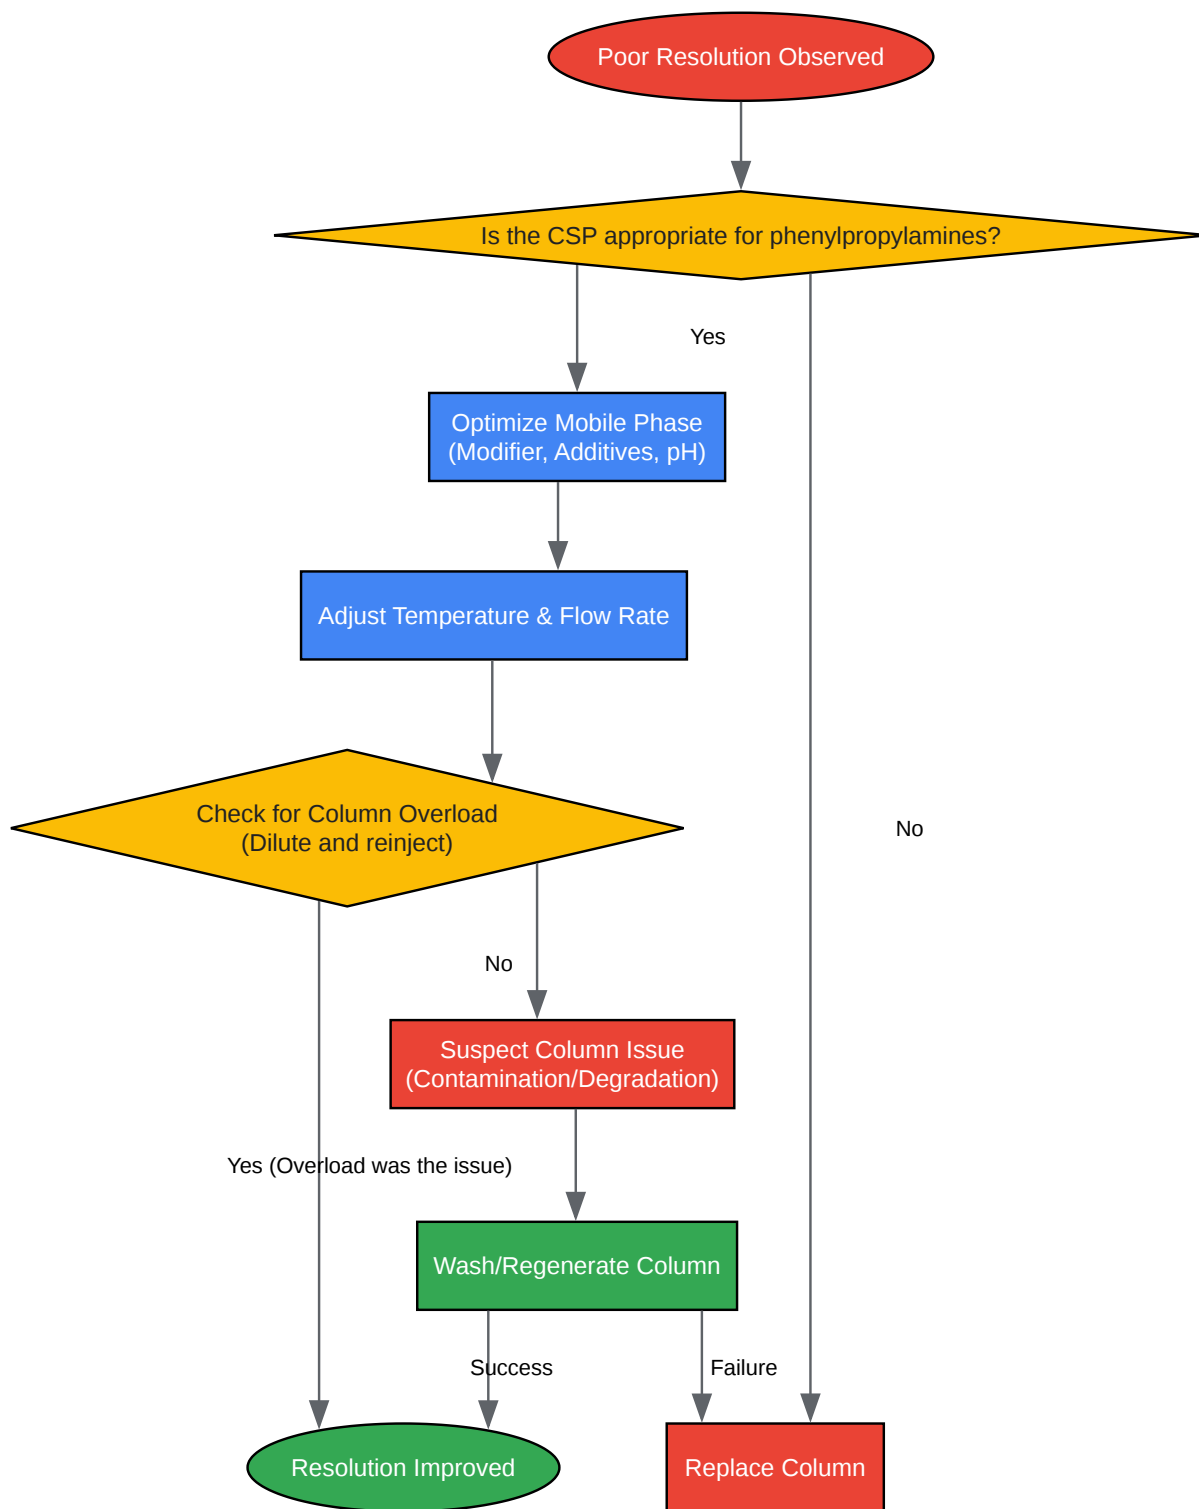 Poor Resolution Observed
Is the CSP appropriate for phenylpropylamines?
Yes
Optimize Mobile Phase
(Modifier, Additives, pH)
Adjust Temperature & Flow Rate
Check for Column Overload
(Dilute and reinject)
No
No
Suspect Column Issue
(Contamination/Degradation)
Yes (Overload was the issue)
Wash/Regenerate Column
Success
Failure
Resolution Improved
Replace Column